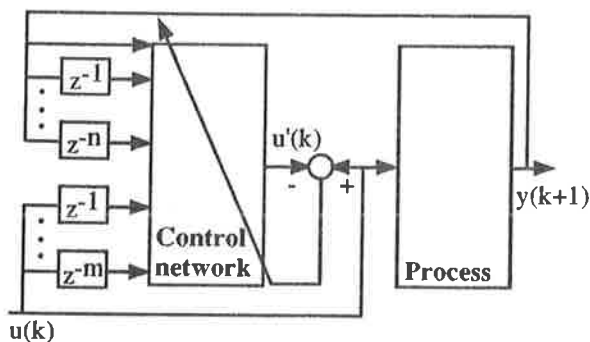 z-1
z-n
z-1
z-m
u'(k)
-
+
y(k+1)
Control
network
Process
u(k)